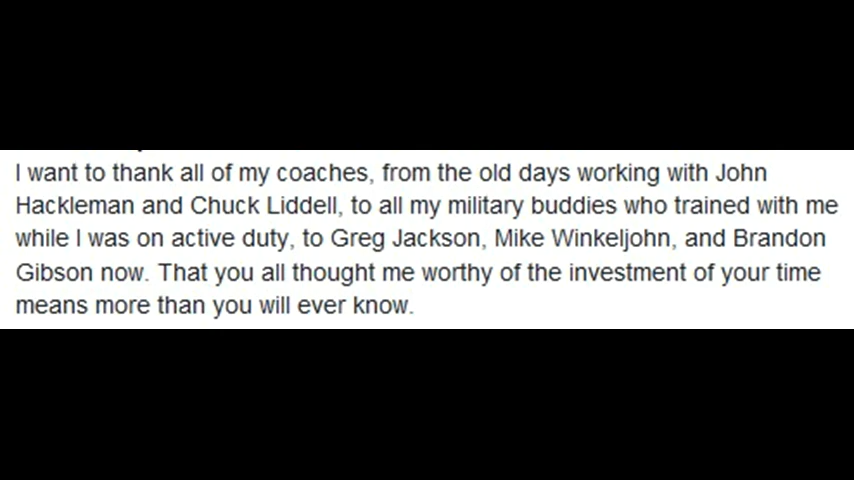 I want to thank all of my coaches, from the old days working with John
Hackleman and Chuck Liddell, to all my military buddies who trained with me
while I was on active duty, to Greg Jackson, Mike Winkeljohn, and Brandon
Gibson now. That you all thought me worthy of the investment of your time
means more than you will ever know.